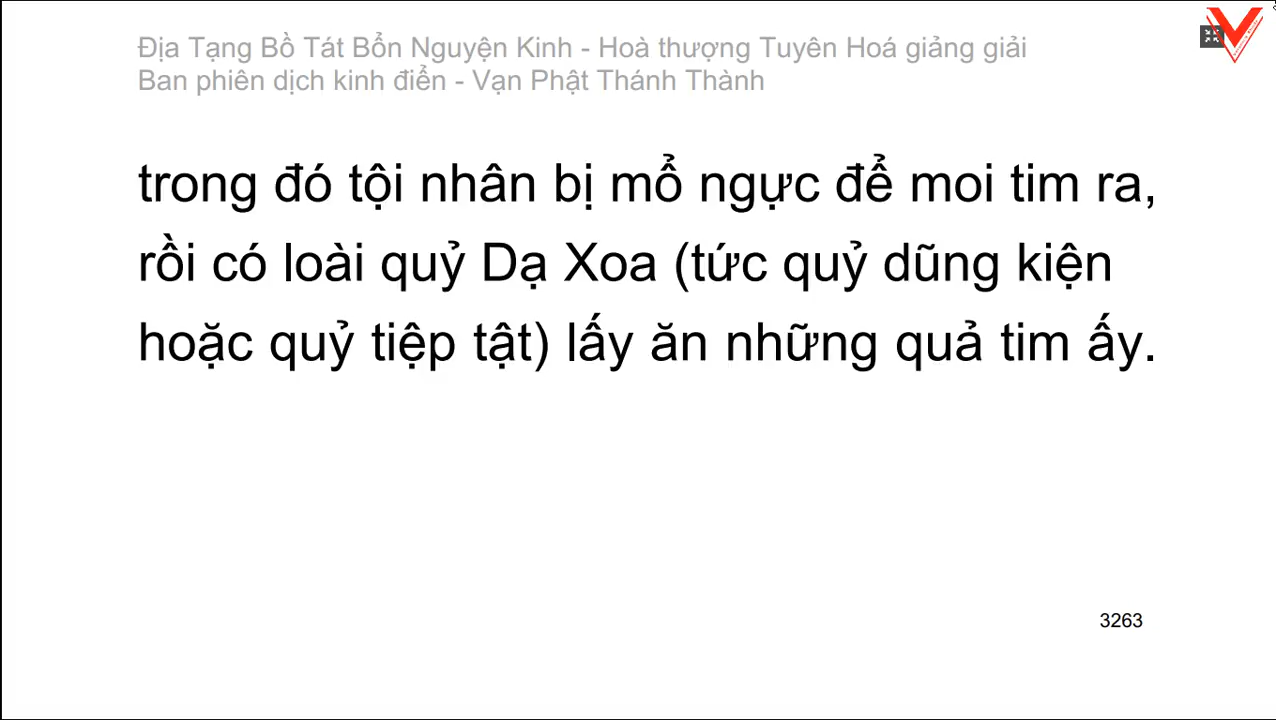 Địa Tạng Bồ Tát Bổn Nguyện Kinh - Hoà thượng Tuyên Hoá giảng giải
Ban phiên dịch kinh điển - Vạn Phật Thánh Thành
trong đó tội nhân bị mổ ngực để moi tim ra,
rồi có loài quỷ Dạ Xoa (tức quỷ dũng kiện
hoặc quỷ tiệp tật) lấy ăn những quả tim ấy.
3263